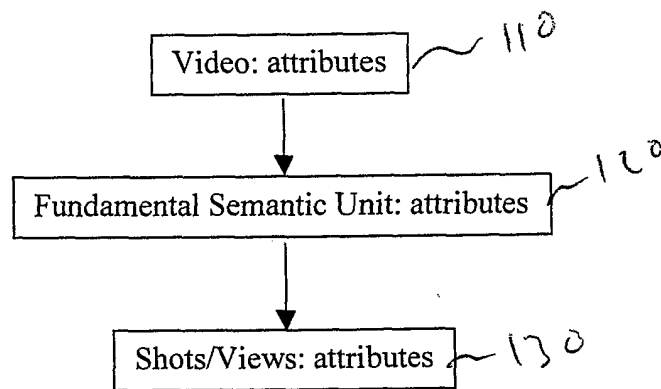 Video: attributes 110
Fundamental Semantic Unit: attributes 120
Shots/Views: attributes 130